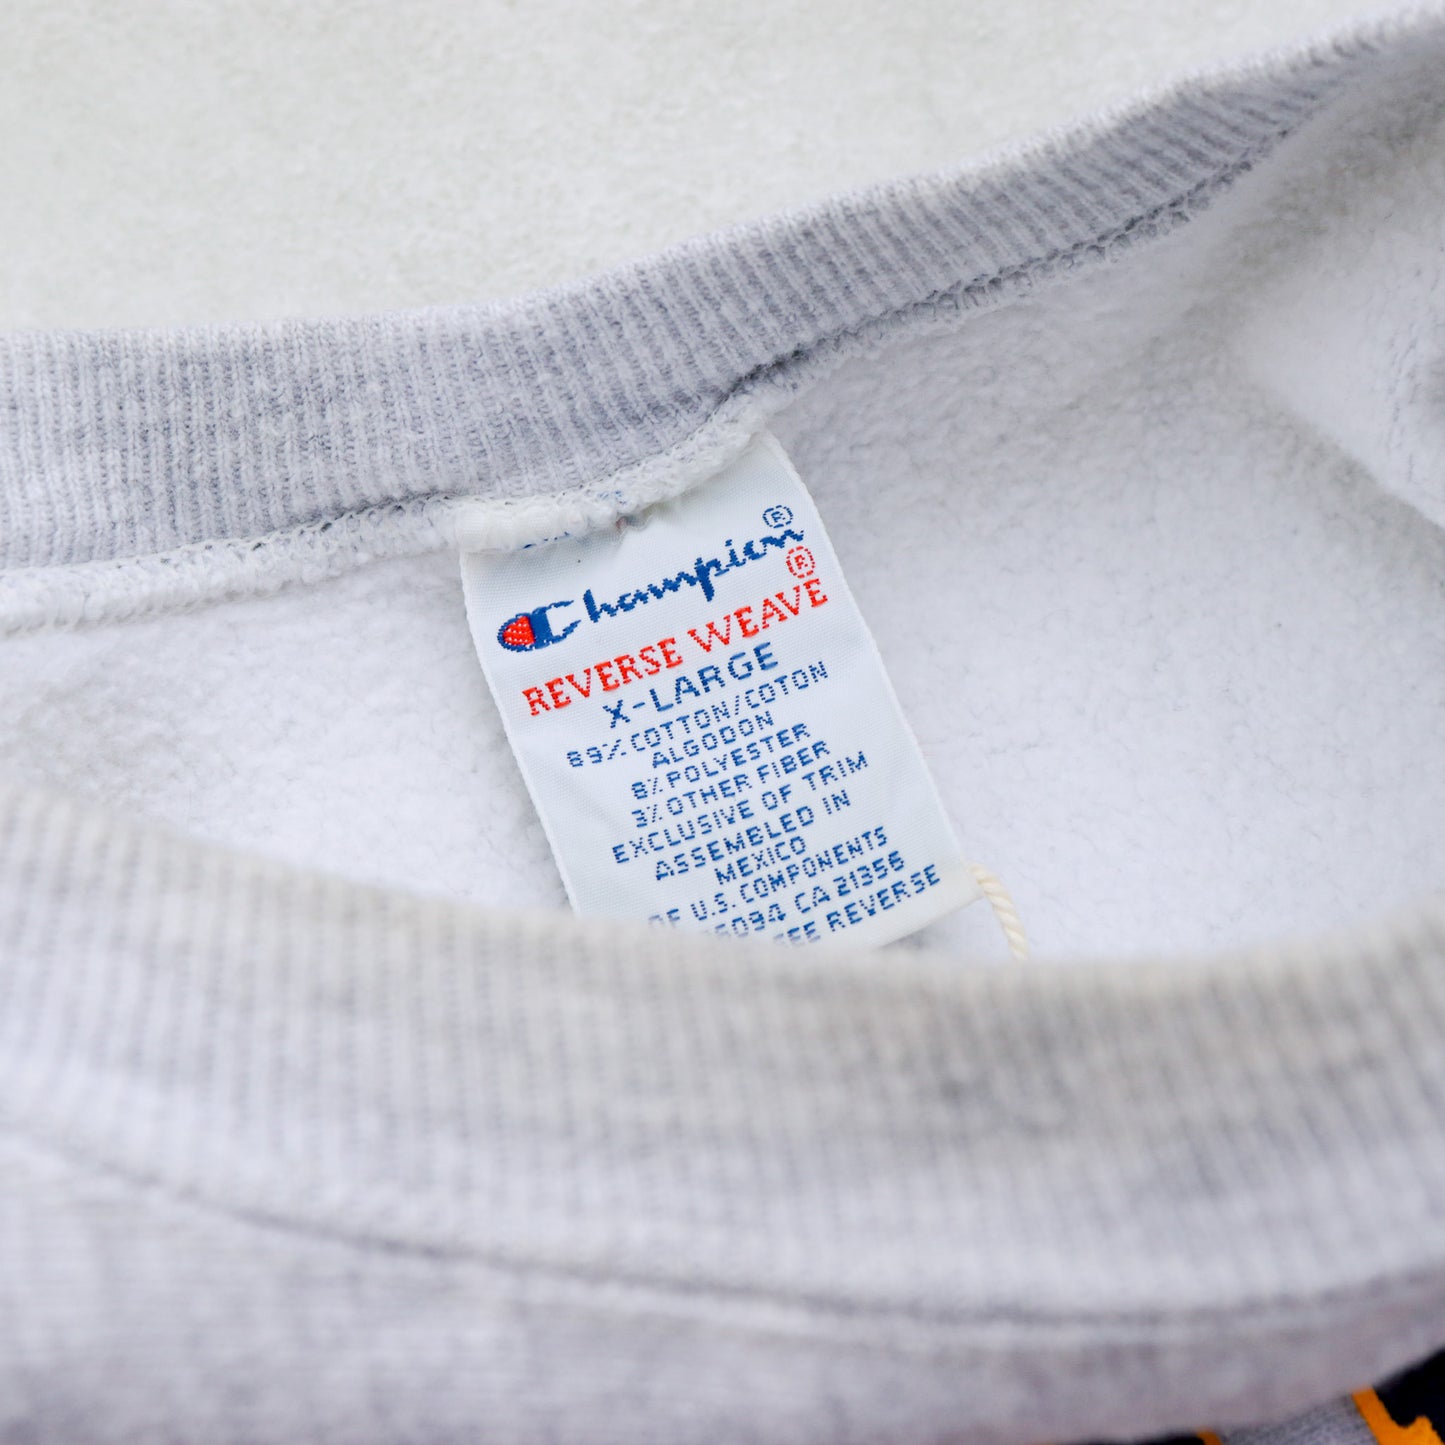 Champion®
REVERSE WEAVE®
X-LARGE
89% COTTON/COTON
ALGODON
8% POLYESTER
3% OTHER FIBER
EXCLUSIVE OF TRIM
ASSEMBLED IN
MEXICO
OF U.S. COMPONENTS
CA 21356
SEE REVERSE